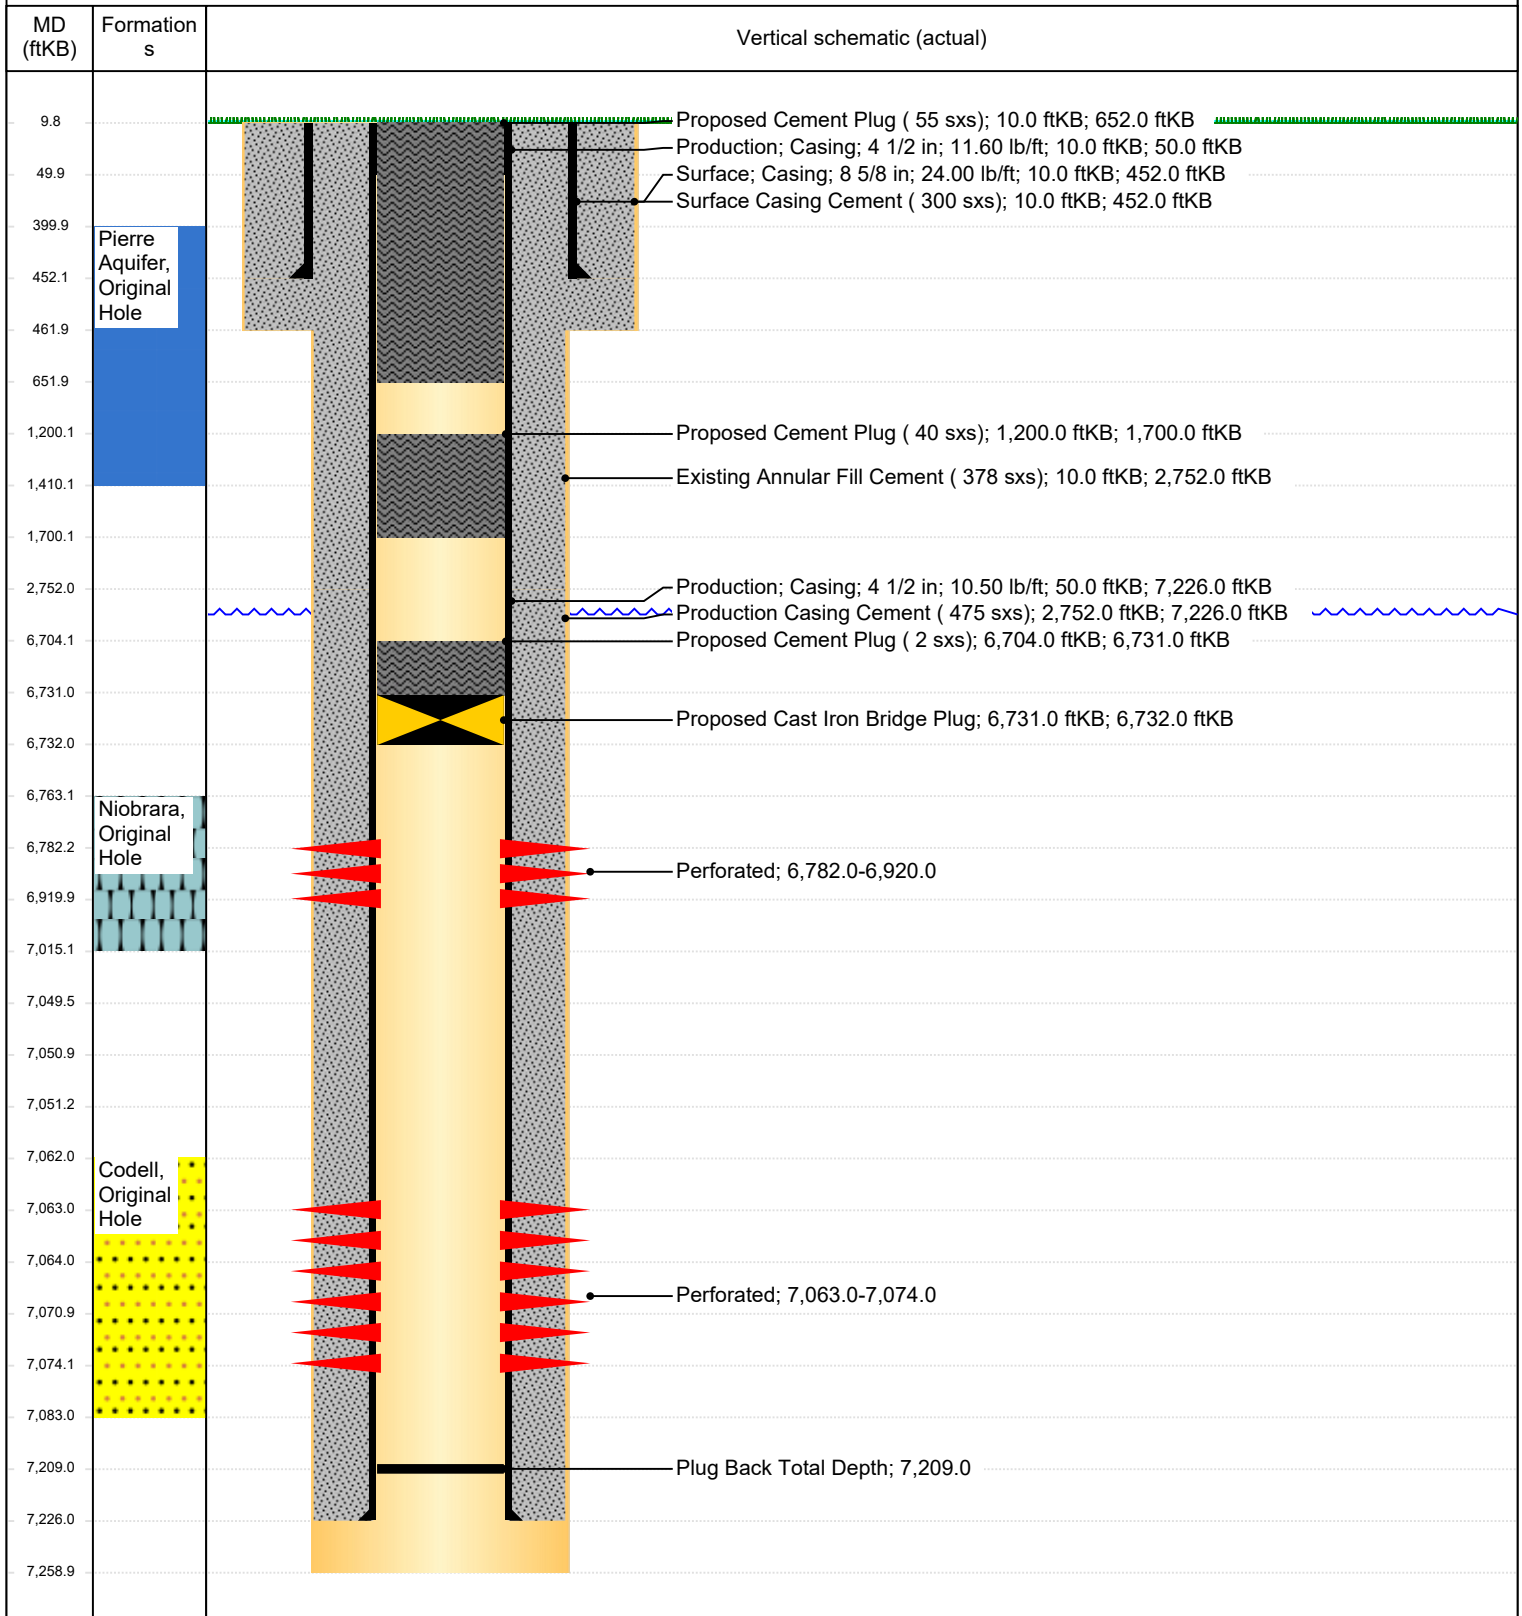 MD
(ftKB)
Formation
s
Vertical schematic (actual)
9.8
49.9
399.9
452.1
461.9
651.9
1,200.1
1,410.1
1,700.1
2,752.0
6,704.1
6,731.0
6,732.0
6,763.1
6,782.2
6,919.9
7,015.1
7,049.5
7,050.9
7,051.2
7,062.0
7,063.0
7,064.0
7,070.9
7,074.1
7,083.0
7,209.0
7,226.0
7,258.9
Pierre
Aquifer,
Original
Hole
Niobrara,
Original
Hole
Codell,
Original
Hole
Proposed Cement Plug ( 55 sxs); 10.0 ftKB; 652.0 ftKB
Production; Casing; 4 1/2 in; 11.60 lb/ft; 10.0 ftKB; 50.0 ftKB
Surface; Casing; 8 5/8 in; 24.00 lb/ft; 10.0 ftKB; 452.0 ftKB
Surface Casing Cement ( 300 sxs); 10.0 ftKB; 452.0 ftKB
Proposed Cement Plug ( 40 sxs); 1,200.0 ftKB; 1,700.0 ftKB
Existing Annular Fill Cement ( 378 sxs); 10.0 ftKB; 2,752.0 ftKB
Production; Casing; 4 1/2 in; 10.50 lb/ft; 50.0 ftKB; 7,226.0 ftKB
Production Casing Cement ( 475 sxs); 2,752.0 ftKB; 7,226.0 ftKB
Proposed Cement Plug ( 2 sxs); 6,704.0 ftKB; 6,731.0 ftKB
Proposed Cast Iron Bridge Plug; 6,731.0 ftKB; 6,732.0 ftKB
Perforated; 6,782.0-6,920.0
Perforated; 7,063.0-7,074.0
Plug Back Total Depth; 7,209.0